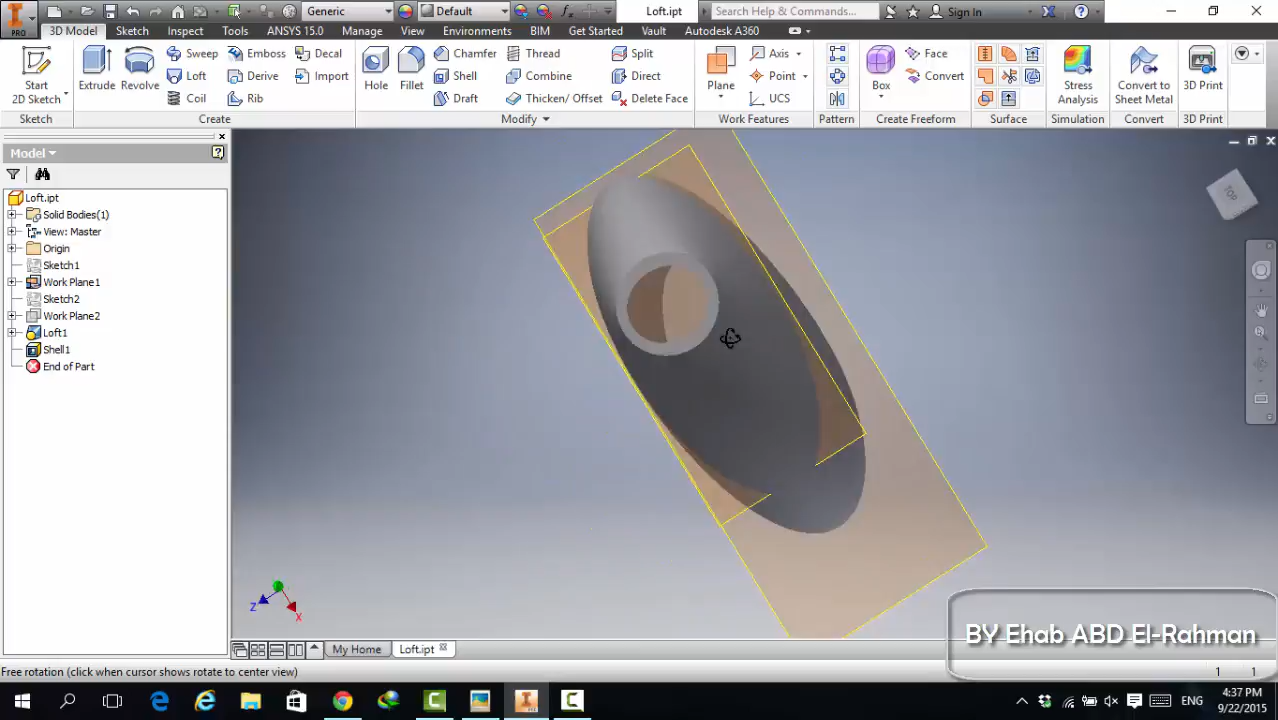 Generic
Default
Loft.ipt
Search Help & Commands...
Sign In
PRO
3D Model
Sketch
Inspect
Tools
ANSYS 15.0
Manage
View
Environments
BIM
Get Started
Vault
Autodesk A360
Start
2D Sketch
Extrude
Revolve
Sweep
Loft
Coil
Emboss
Derive
Rib
Decal
Import
Hole
Fillet
Chamfer
Shell
Draft
Thread
Combine
Thicken/ Offset
Split
Direct
Delete Face
Plane
Axis
Point
UCS
Box
Face
Convert
Stress
Analysis
Convert to
Sheet Metal
3D Print
Sketch
Create
Modify
Work Features
Pattern
Create Freeform
Surface
Simulation
Convert
3D Print
Model
Loft.ipt
Solid Bodies(1)
View: Master
Origin
Sketch1
Work Plane1
Sketch2
Work Plane2
Loft1
Shell1
End of Part
TOP
Z
X
BY Ehab ABD El-Rahman
My Home
Loft.ipt
Free rotation (click when cursor shows rotate to center view)
1
1
ENG
4:37 PM
9/22/2015